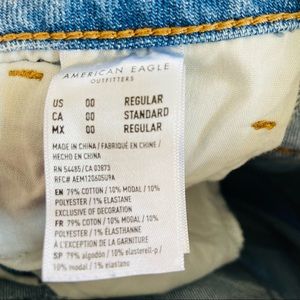 AMERICAN EAGLE
OUTFITTERS
US 00 REGULAR
CA 00 STANDARD
MX 00 REGULAR
MADE IN CHINA / FABRIQUÉ EN CHINE /
HECHO EN CHINA
RN 54485/ CA 03873
RFC# AEM120605U9A
EN 79% COTTON / 10% MODAL / 10%
POLYESTER / 1% ELASTANE
EXCLUSIVE OF DECORATION
FR 79% COTON / 10% MODAL / 10%
POLYESTER / 1% ÉLASTHANNE
À L'EXCEPTION DE LA GARNITURE
SP 79% algodón / 10% /
10% modal / 1% elastano